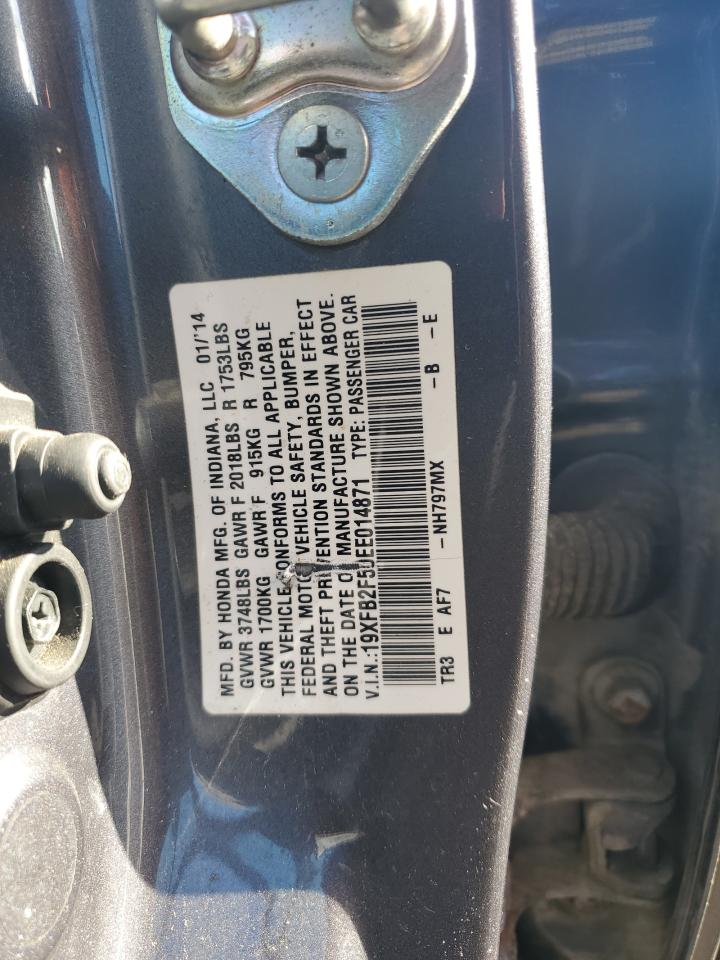 MFD. BY HONDA MFG. OF INDIANA, LLC 01/'14
GVWR 3748LBS GAWR F 2018LBS R 1753LBS
GVWR 1700KG GAWR F 915KG R 795KG
THIS VEHICLE CONFORMS TO ALL APPLICABLE
FEDERAL MOTOR VEHICLE SAFETY, BUMPER,
AND THEFT PREVENTION STANDARDS IN EFFECT
ON THE DATE OF MANUFACTURE SHOWN ABOVE.
V.I.N.: 19XFB2F50EE014871 TYPE: PASSENGER CAR
TR3 E AF7 - NH797MX - B - E